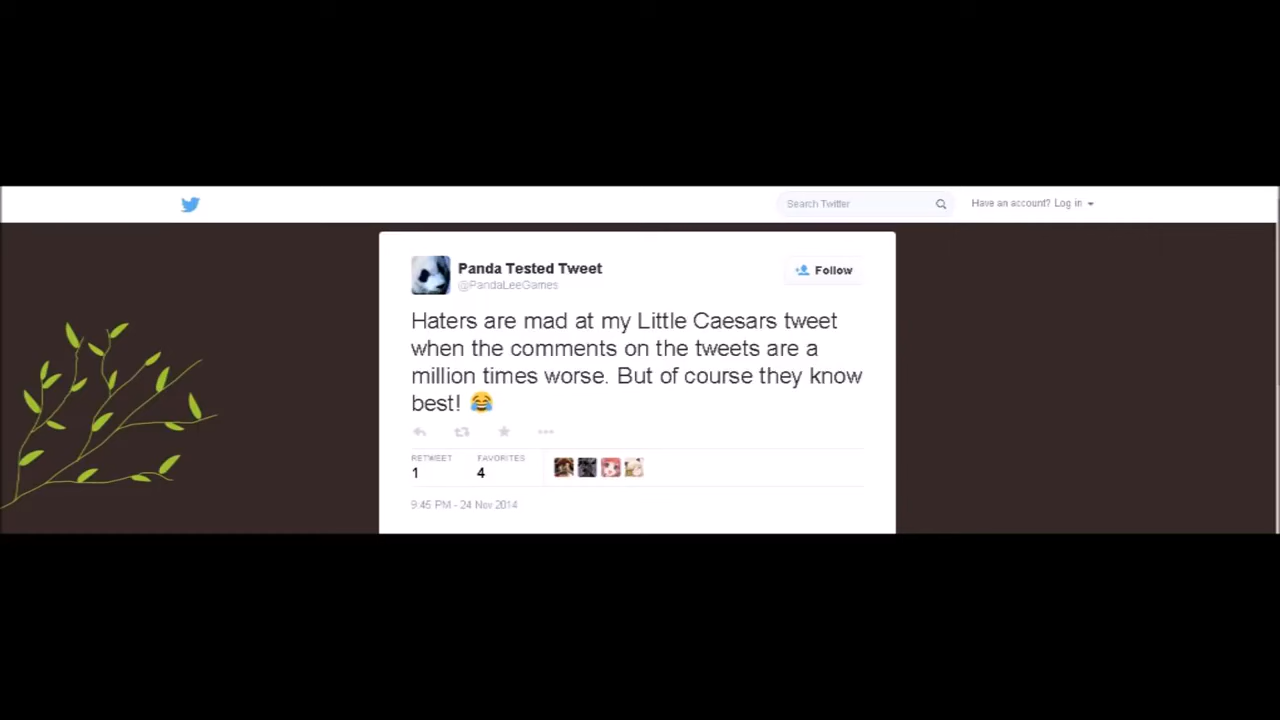 Search Twitter
Have an account? Log in
Panda Tested Tweet
@PandaLeeGames
Follow
Haters are mad at my Little Caesars tweet
when the comments on the tweets are a
million times worse. But of course they know
best! 😂
RETWEET
1
FAVORITES
4
9:45 PM - 24 Nov 2014